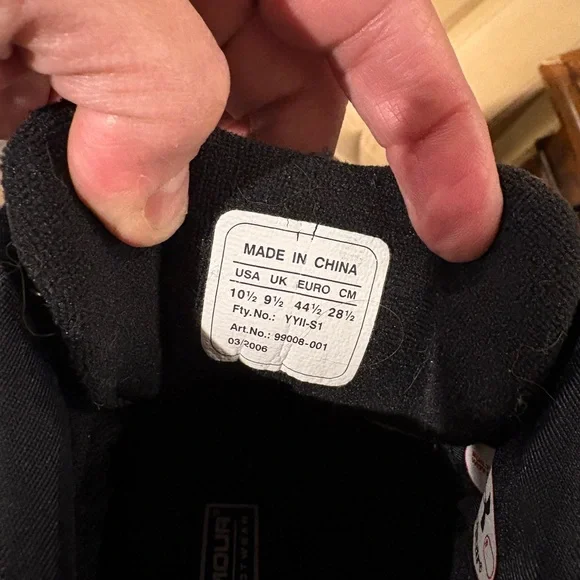 MADE IN CHINA
USA UK EURO CM
10½ 9½ 44½ 28½
Fty.No.: YYII-S1
Art.No.: 99008-001
03/2006